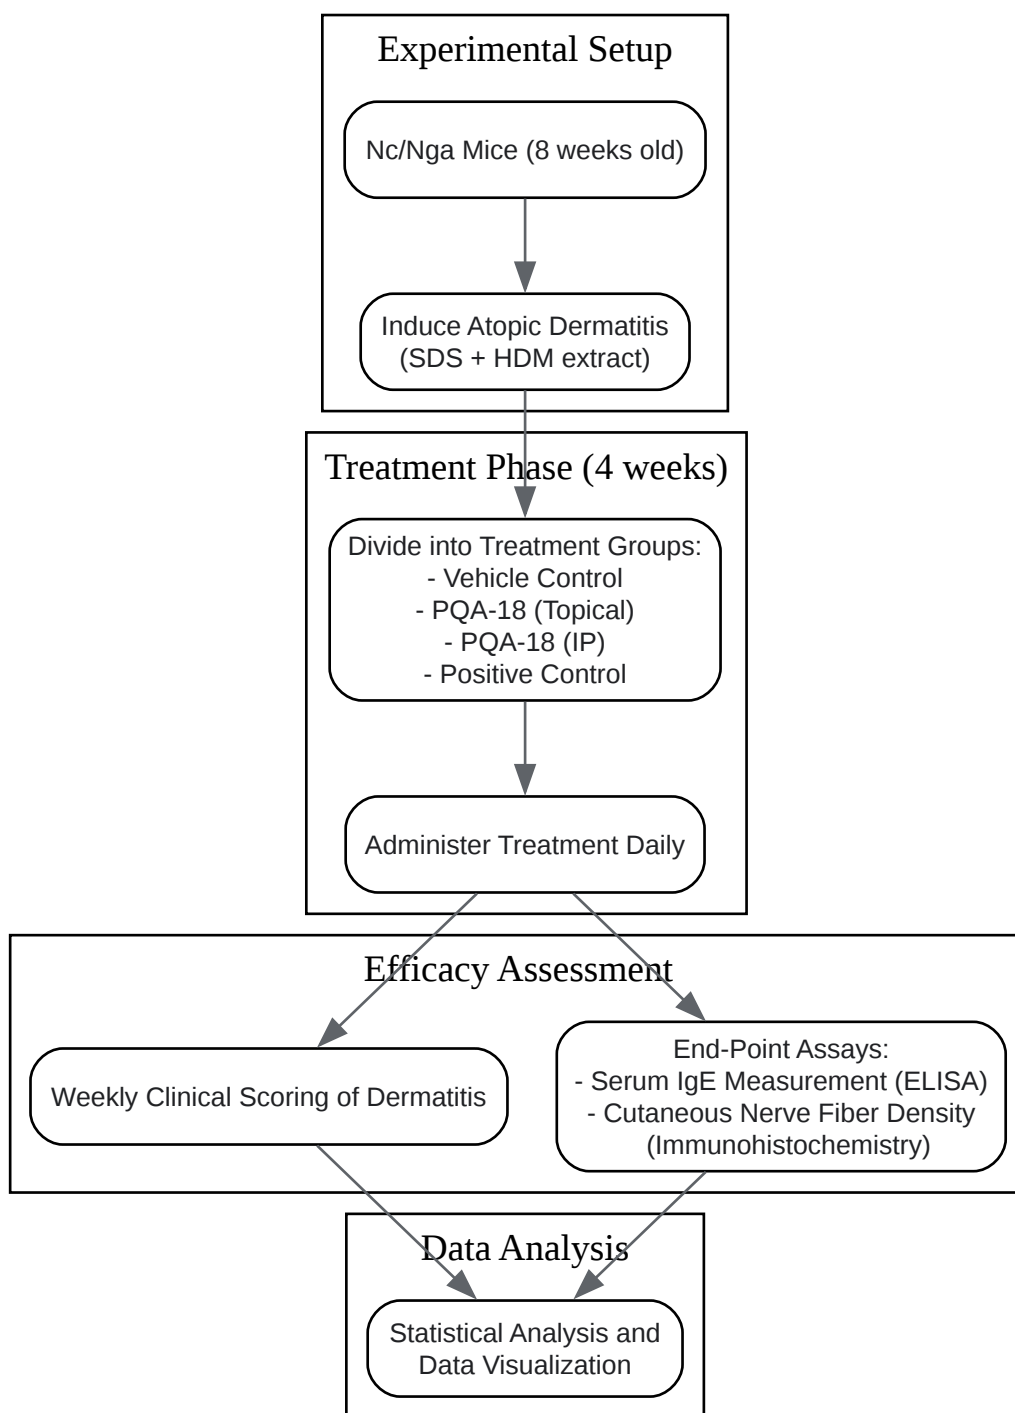 Experimental Setup
Nc/Nga Mice (8 weeks old)
Induce Atopic Dermatitis
(SDS + HDM extract)
Treatment Phase (4 weeks)
Divide into Treatment Groups:
- Vehicle Control
- PQA-18 (Topical)
- PQA-18 (IP)
- Positive Control
Administer Treatment Daily
Efficacy Assessment
Weekly Clinical Scoring of Dermatitis
End-Point Assays:
- Serum IgE Measurement (ELISA)
- Cutaneous Nerve Fiber Density
(Immunohistochemistry)
Data Analysis
Statistical Analysis and
Data Visualization